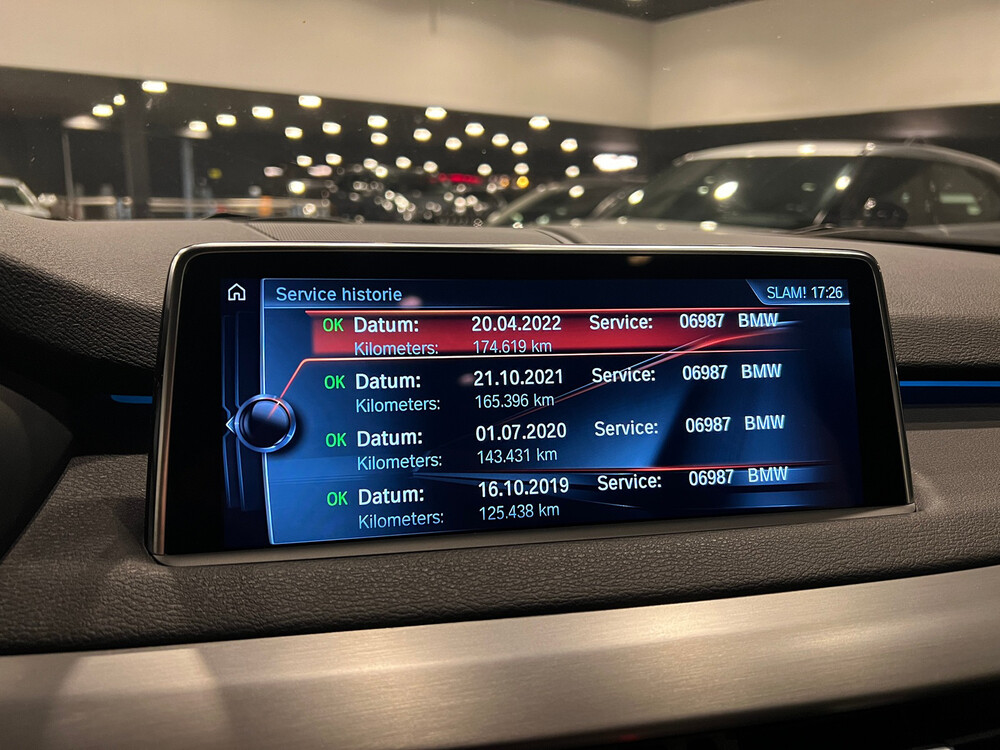 Service historie SLAM! 17:26
OK Datum: 20.04.2022 Service: 06987 BMW
Kilometers: 174.619 km
OK Datum: 21.10.2021 Service: 06987 BMW
Kilometers: 165.396 km
OK Datum: 01.07.2020 Service: 06987 BMW
Kilometers: 143.431 km
OK Datum: 16.10.2019 Service: 06987 BMW
Kilometers: 125.438 km